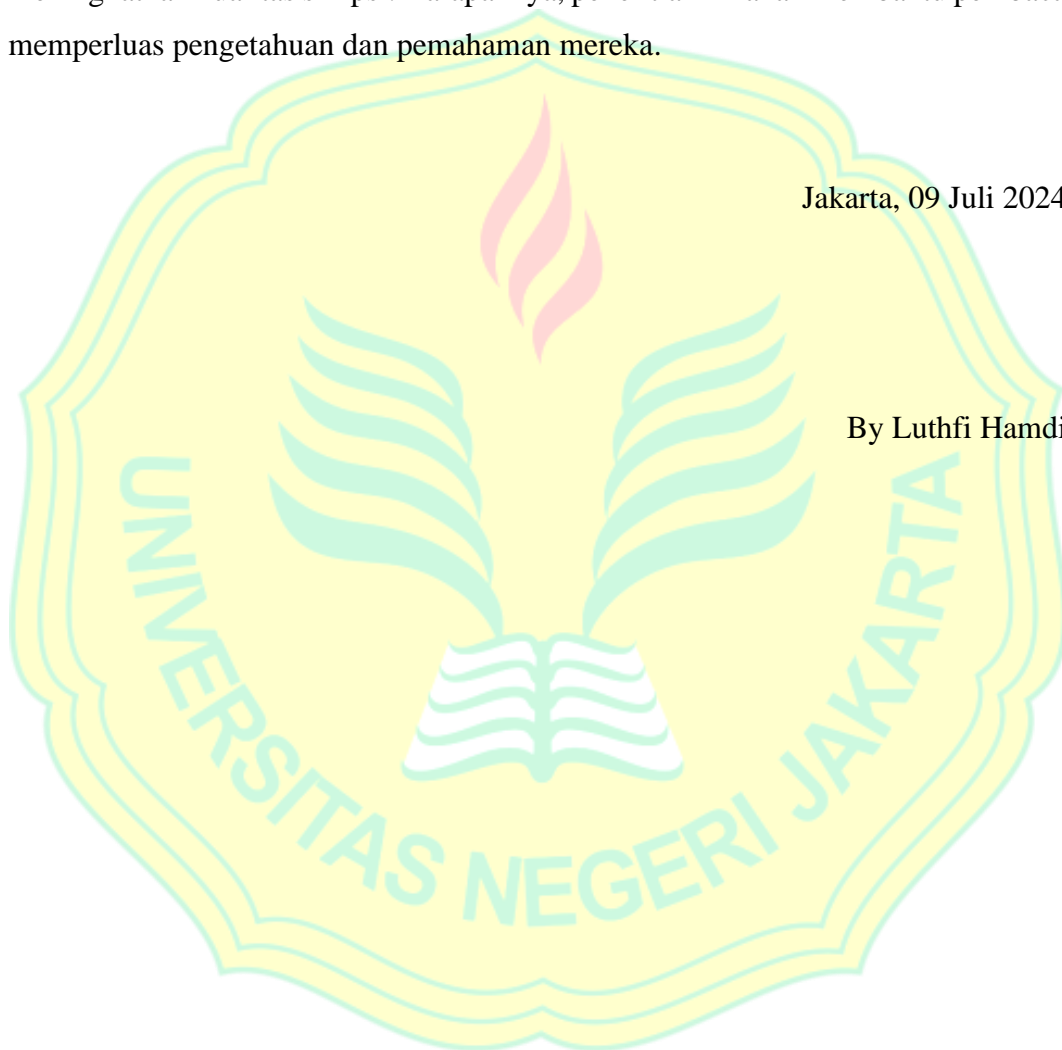 memperluas pengetahuan dan pemahaman mereka.
Jakarta, 09 Juli 2024
By Luthfi Hamdi
UNIVERSITAS NEGERI JAKARTA